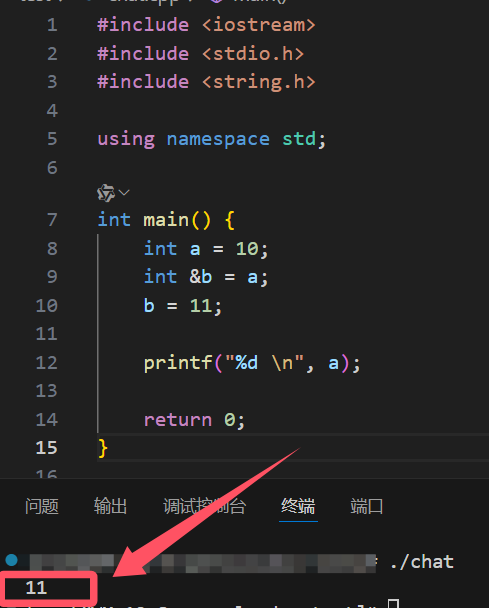 1 #include <iostream>
2 #include <stdio.h>
3 #include <string.h>
4
5 using namespace std;
6
7 int main() {
8 int a = 10;
9 int &b = a;
10 b = 11;
11
12 printf("%d \n", a);
13
14 return 0;
15 }
16
问题 输出 调试控制台 终端 端口
./chat
11